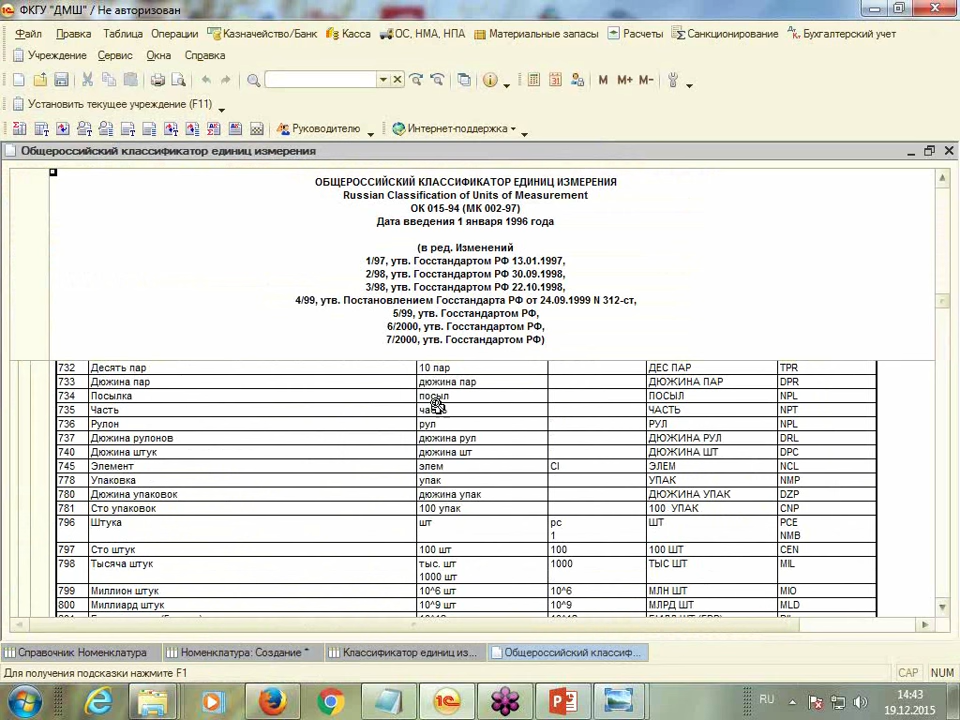 ФКГУ "ДМШ" / Не авторизован
Файл Правка Таблица Операции Казначейство/Банк Касса ОС, НМА, НПА Материальные запасы Расчеты Санкционирование Бухгалтерский учет
Учреждение Сервис Окна Справка
M M+ M-
Установить текущее учреждение (F11)
Руководителю Интернет-поддержка
Общероссийский классификатор единиц измерения
ОБЩЕРОССИЙСКИЙ КЛАССИФИКАТОР ЕДИНИЦ ИЗМЕРЕНИЯ
Russian Classification of Units of Measurement
ОК 015-94 (МК 002-97)
Дата введения 1 января 1996 года
(в ред. Изменений
1/97, утв. Госстандартом РФ 13.01.1997,
2/98, утв. Госстандартом РФ 30.09.1998,
3/98, утв. Госстандартом РФ 22.10.1998,
4/99, утв. Постановлением Госстандарта РФ от 24.09.1999 N 312-ст,
5/99, утв. Госстандартом РФ,
6/2000, утв. Госстандартом РФ,
7/2000, утв. Госстандартом РФ)
732 Десять пар 10 пар ДЕС ПАР TPR
733 Дюжина пар дюжина пар ДЮЖИНА ПАР DPR
734 Посылка посыл ПОСЫЛ NPL
735 Часть часть ЧАСТЬ NPT
736 Рулон рул РУЛ NPL
737 Дюжина рулонов дюжина рул ДЮЖИНА РУЛ DRL
740 Дюжина штук дюжина шт ДЮЖИНА ШТ DPC
745 Элемент элем CI ЭЛЕМ NCL
778 Упаковка упак УПАК NMP
780 Дюжина упаковок дюжина упак ДЮЖИНА УПАК DZP
781 Сто упаковок 100 упак 100 УПАК CNP
796 Штука шт pc ШТ PCE
1 NMB
797 Сто штук 100 шт 100 100 ШТ CEN
798 Тысяча штук тыс. шт 1000 ТЫС ШТ MIL
1000 шт
799 Миллион штук 10^6 шт 10^6 МЛН ШТ MIO
800 Миллиард штук 10^9 шт 10^9 МЛРД ШТ MLD
Справочник Номенклатура Номенклатура: Создание * Классификатор единиц из... Общероссийский классиф...
Для получения подсказки нажмите F1 CAP NUM
RU 14:43
19.12.2015